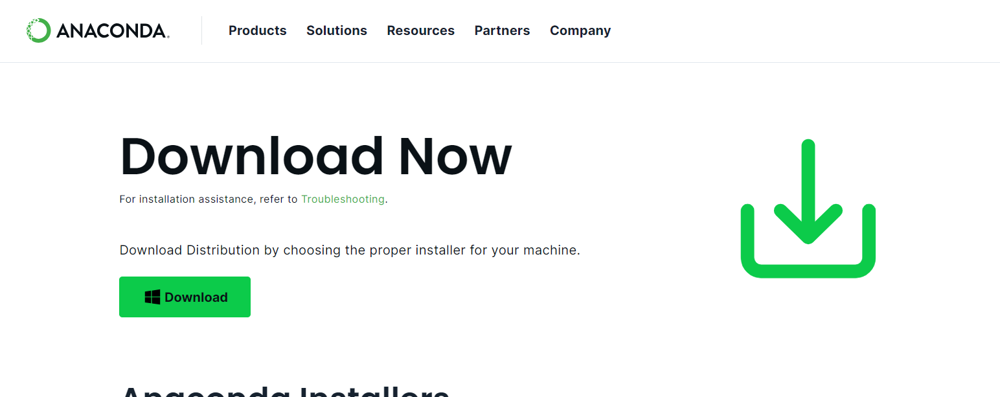 ANACONDA.
Products Solutions Resources Partners Company
Download Now
For installation assistance, refer to Troubleshooting.
Download Distribution by choosing the proper installer for your machine.
Download
Anaconda Installers